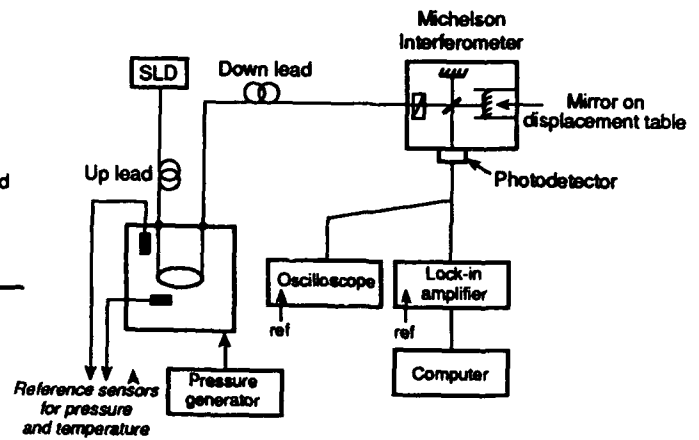 Michelson
Interferometer
SLD
Down lead
Mirror on
displacement table
Up lead
d
Photodetector
Oscilloscope
Lock-in
amplifier
ref
ref
Pressure
generator
Computer
Reference sensors
for pressure
and temperature